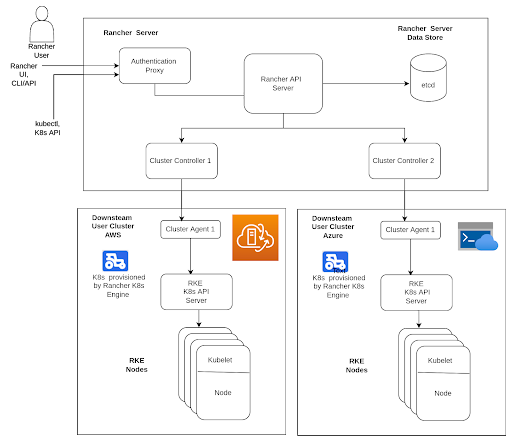 Rancher Server
Rancher Server
Data Store
Rancher
User
Rancher
UI,
CLI/API
Authentication
Proxy
Rancher API
Server
etcd
kubectl,
K8s API
Cluster Controller 1
Cluster Controller 2
Downsteam
User Cluster
AWS
Cluster Agent 1
K8s provisioned
by Rancher K8s
Engine
RKE
K8s API
Server
RKE
Nodes
Kubelet
Node
Downsteam
User Cluster
Azure
Cluster Agent 1
Text
K8s provisioned
by Rancher K8s
Engine
RKE
K8s API
Server
RKE
Nodes
Kubelet
Node